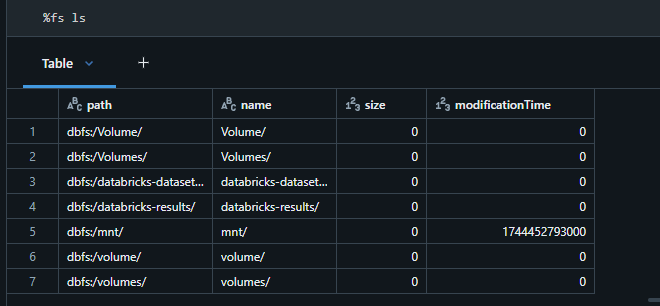 %fs ls
Table
path name size modificationTime
1 dbfs:/Volume/ Volume/ 0 0
2 dbfs:/Volumes/ Volumes/ 0 0
3 dbfs:/databricks-dataset... databricks-dataset... 0 0
4 dbfs:/databricks-results/ databricks-results/ 0 0
5 dbfs:/mnt/ mnt/ 0 1744452793000
6 dbfs:/volume/ volume/ 0 0
7 dbfs:/volumes/ volumes/ 0 0